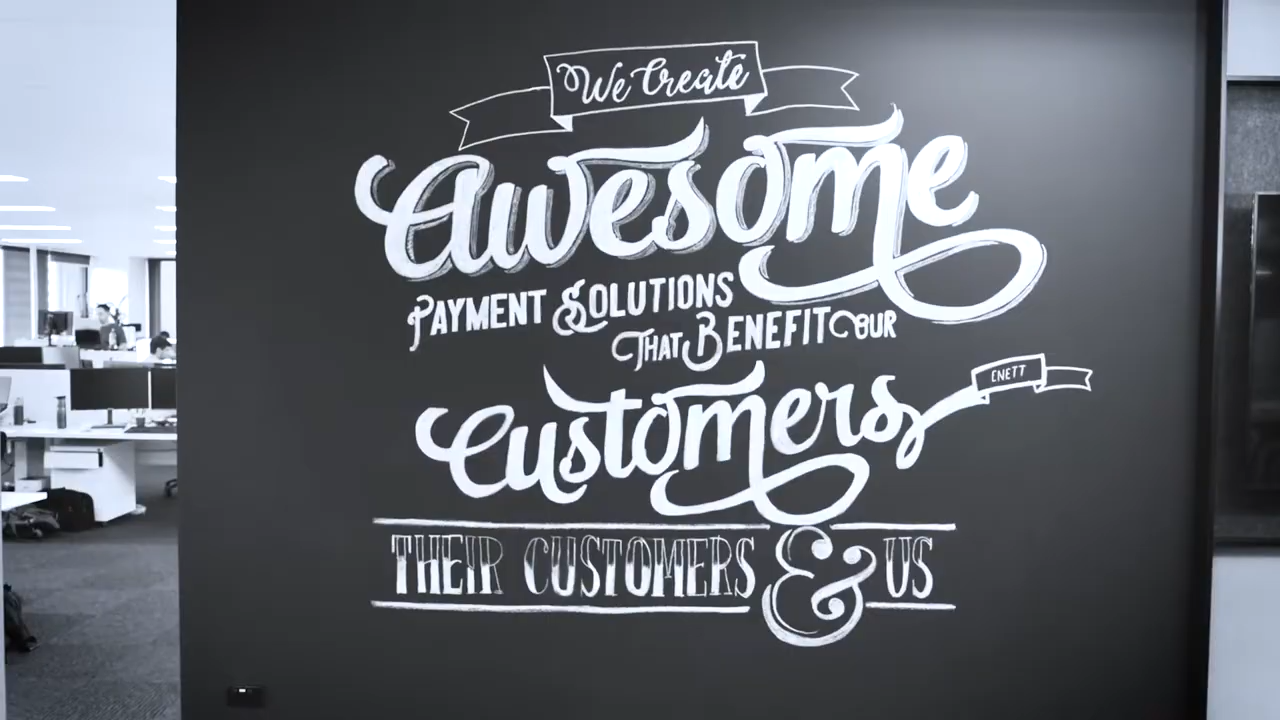 We Create
Awesome
PAYMENT SOLUTIONS
THAT BENEFIT OUR
Customers
ENETT
THEIR CUSTOMERS & US